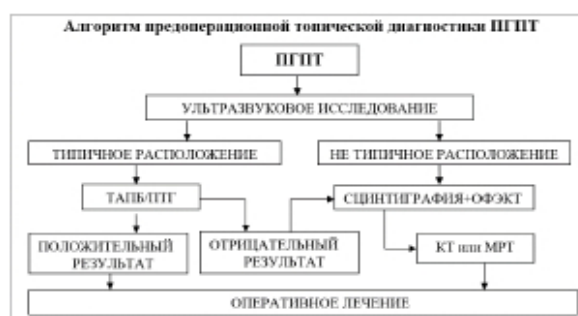 Алгоритм предоперационной топической диагностики ПГПТ
ПГПТ
УЛЬТРАЗВУКОВОЕ ИССЛЕДОВАНИЕ
ТИПИЧНОЕ РАСПОЛОЖЕНИЕ
НЕ ТИПИЧНОЕ РАСПОЛОЖЕНИЕ
ТАПБ/ПТГ
СЦИНТИГРАФИЯ+ОФЭКТ
ПОЛОЖИТЕЛЬНЫЙ
РЕЗУЛЬТАТ
ОТРИЦАТЕЛЬНЫЙ
РЕЗУЛЬТАТ
КТ или МРТ
ОПЕРАТИВНОЕ ЛЕЧЕНИЕ